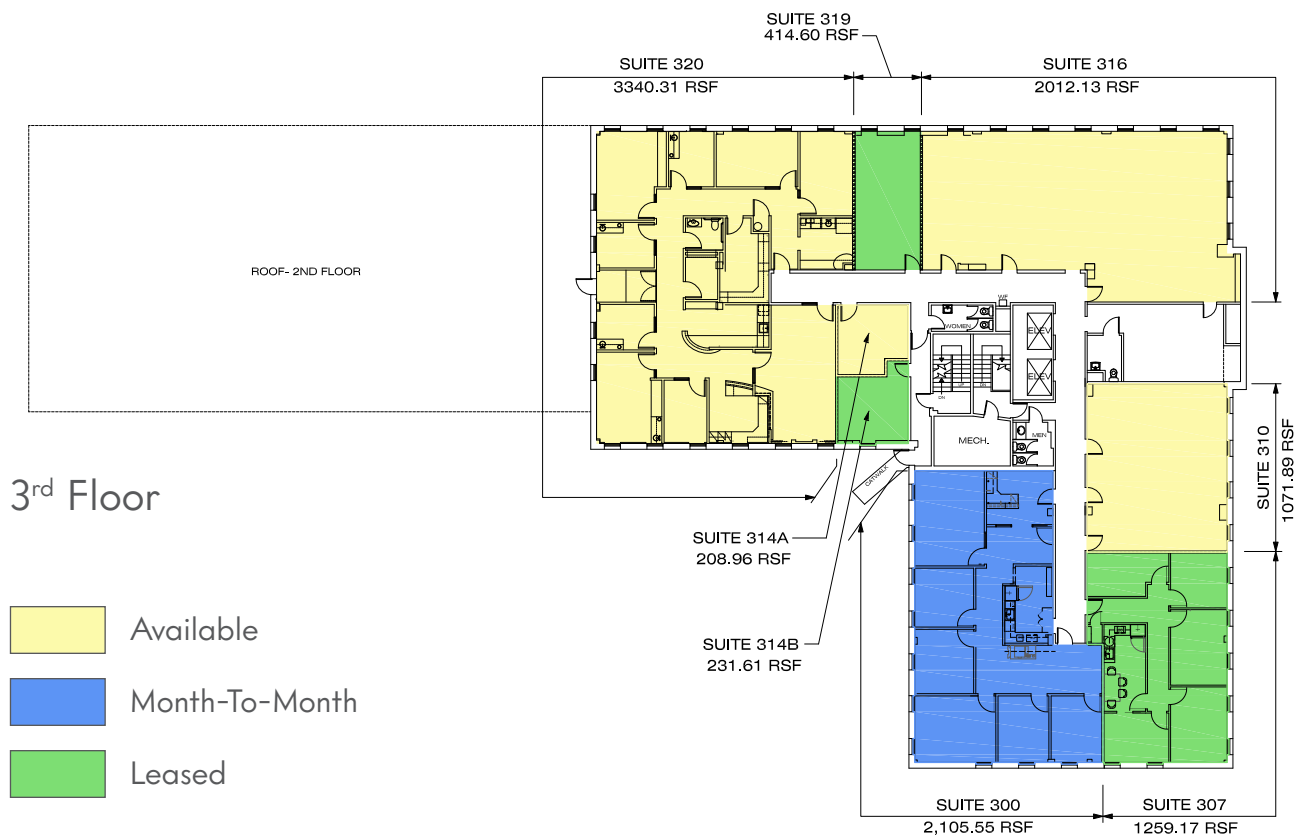 SUITE 319
414.60 RSF
SUITE 320
3340.31 RSF
SUITE 316
2012.13 RSF
ROOF- 2ND FLOOR
W/F
WOMEN
ELEV
ELEV
UP
DN
DN
MECH.
MEN
CATWALK
SUITE 310
1071.89 RSF
3rd Floor
SUITE 314A
208.96 RSF
SUITE 314B
231.61 RSF
Available
Month-To-Month
Leased
SUITE 300
2,105.55 RSF
SUITE 307
1259.17 RSF